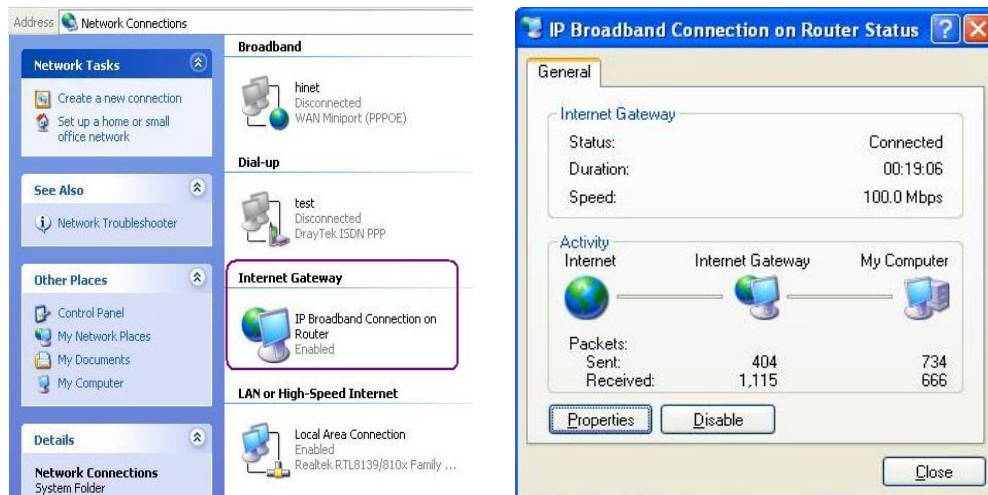 Address Network Connections
Network Tasks
Create a new connection
Set up a home or small
office network
See Also
Network Troubleshooter
Other Places
Control Panel
My Network Places
My Documents
My Computer
Details
Network Connections
System Folder
Broadband
hinet
Disconnected
WAN Miniport (PPPOE)
Dial-up
test
Disconnected
DrayTek ISDN PPP
Internet Gateway
IP Broadband Connection on
Router
Enabled
LAN or High-Speed Internet
Local Area Connection
Enabled
Realtek RTL8139/810x Family ...
IP Broadband Connection on Router Status
General
Internet Gateway
Status: Connected
Duration: 00:19:06
Speed: 100.0 Mbps
Activity
Internet Internet Gateway My Computer
Packets:
Sent: 404 734
Received: 1,115 666
Properties Disable
Close